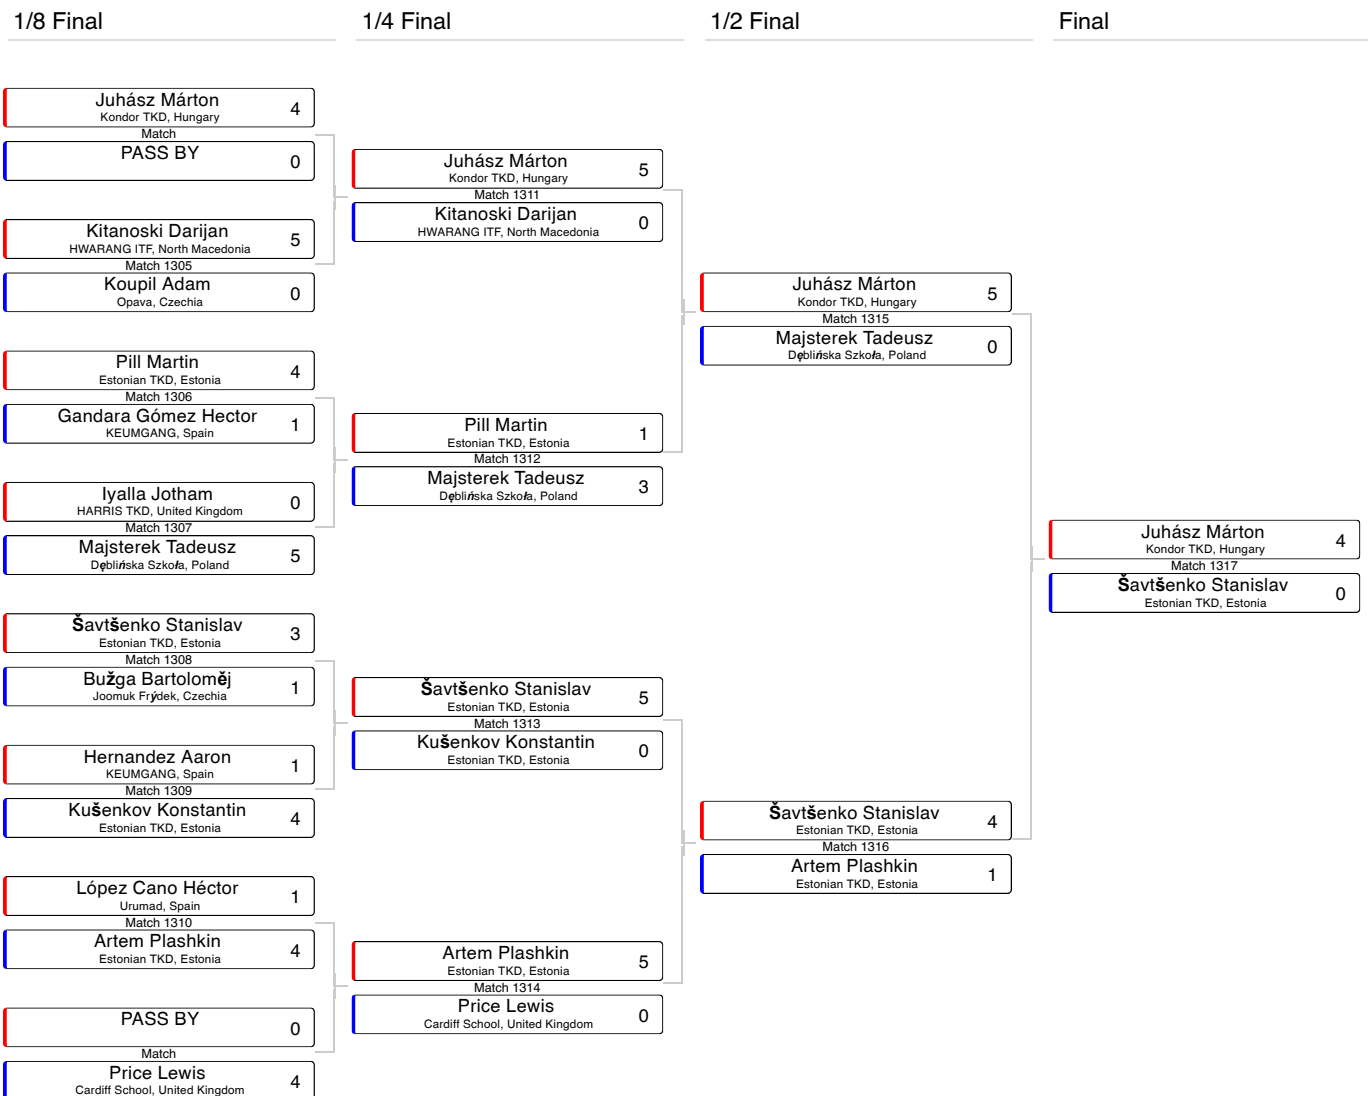 1/8 Final
1/4 Final
1/2 Final
Final
Juhász Márton 4
Kondor TKD, Hungary
Match
PASS BY 0
Kitanoski Darijan 5
HWARANG ITF, North Macedonia
Match 1305
Koupil Adam 0
Opava, Czechia
Pill Martin 4
Estonian TKD, Estonia
Match 1306
Gandara Gómez Hector 1
KEUMGANG, Spain
Iyalla Jotham 0
HARRIS TKD, United Kingdom
Match 1307
Majsterek Tadeusz 5
Dęblińska Szkoła, Poland
Šavtšenko Stanislav 3
Estonian TKD, Estonia
Match 1308
Bužga Bartoloměj 1
Joomuk Frýdek, Czechia
Hernandez Aaron 1
KEUMGANG, Spain
Match 1309
Kušenkov Konstantin 4
Estonian TKD, Estonia
López Cano Héctor 1
Urumad, Spain
Match 1310
Artem Plashkin 4
Estonian TKD, Estonia
PASS BY 0
Match
Price Lewis 4
Cardiff School, United Kingdom
Juhász Márton 5
Kondor TKD, Hungary
Match 1311
Kitanoski Darijan 0
HWARANG ITF, North Macedonia
Pill Martin 1
Estonian TKD, Estonia
Match 1312
Majsterek Tadeusz 3
Dęblińska Szkoła, Poland
Šavtšenko Stanislav 5
Estonian TKD, Estonia
Match 1313
Kušenkov Konstantin 0
Estonian TKD, Estonia
Artem Plashkin 5
Estonian TKD, Estonia
Match 1314
Price Lewis 0
Cardiff School, United Kingdom
Juhász Márton 5
Kondor TKD, Hungary
Match 1315
Majsterek Tadeusz 0
Dęblińska Szkoła, Poland
Šavtšenko Stanislav 4
Estonian TKD, Estonia
Match 1316
Artem Plashkin 1
Estonian TKD, Estonia
Juhász Márton 4
Kondor TKD, Hungary
Match 1317
Šavtšenko Stanislav 0
Estonian TKD, Estonia